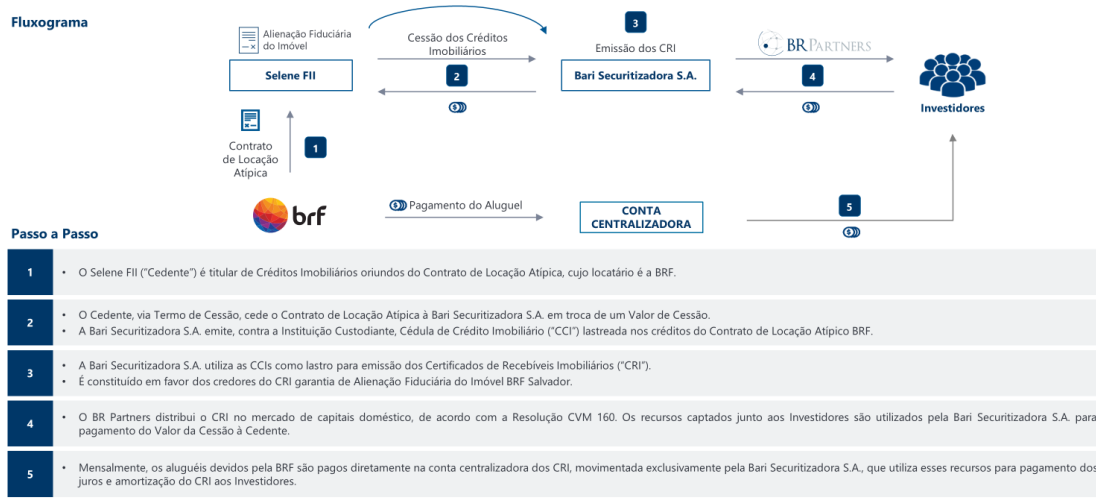 Fluxograma
Alienação Fiduciária
do Imóvel
Selene FII
Cessão dos Créditos
Imobiliários
2
3
Emissão dos CRI
Bari Securitizadora S.A.
BR PARTNERS
4
Investidores
Contrato
de Locação
Atípica
1
brf
Pagamento do Aluguel
CONTA
CENTRALIZADORA
5
Passo a Passo
1
• O Selene FII ("Cedente") é titular de Créditos Imobiliários oriundos do Contrato de Locação Atípica, cujo locatário é a BRF.
2
• O Cedente, via Termo de Cessão, cede o Contrato de Locação Atípica à Bari Securitizadora S.A. em troca de um Valor de Cessão.
• A Bari Securitizadora S.A. emite, contra a Instituição Custodiante, Cédula de Crédito Imobiliário ("CCI") lastreada nos créditos do Contrato de Locação Atípico BRF.
3
• A Bari Securitizadora S.A. utiliza as CCIs como lastro para emissão dos Certificados de Recebíveis Imobiliários ("CRI").
• É constituído em favor dos credores do CRI garantia de Alienação Fiduciária do Imóvel BRF Salvador.
4
• O BR Partners distribui o CRI no mercado de capitais doméstico, de acordo com a Resolução CVM 160. Os recursos captados junto aos Investidores são utilizados pela Bari Securitizadora S.A. para
pagamento do Valor da Cessão à Cedente.
5
• Mensalmente, os aluguéis devidos pela BRF são pagos diretamente na conta centralizadora dos CRI, movimentada exclusivamente pela Bari Securitizadora S.A., que utiliza esses recursos para pagamento dos
juros e amortização do CRI aos Investidores.